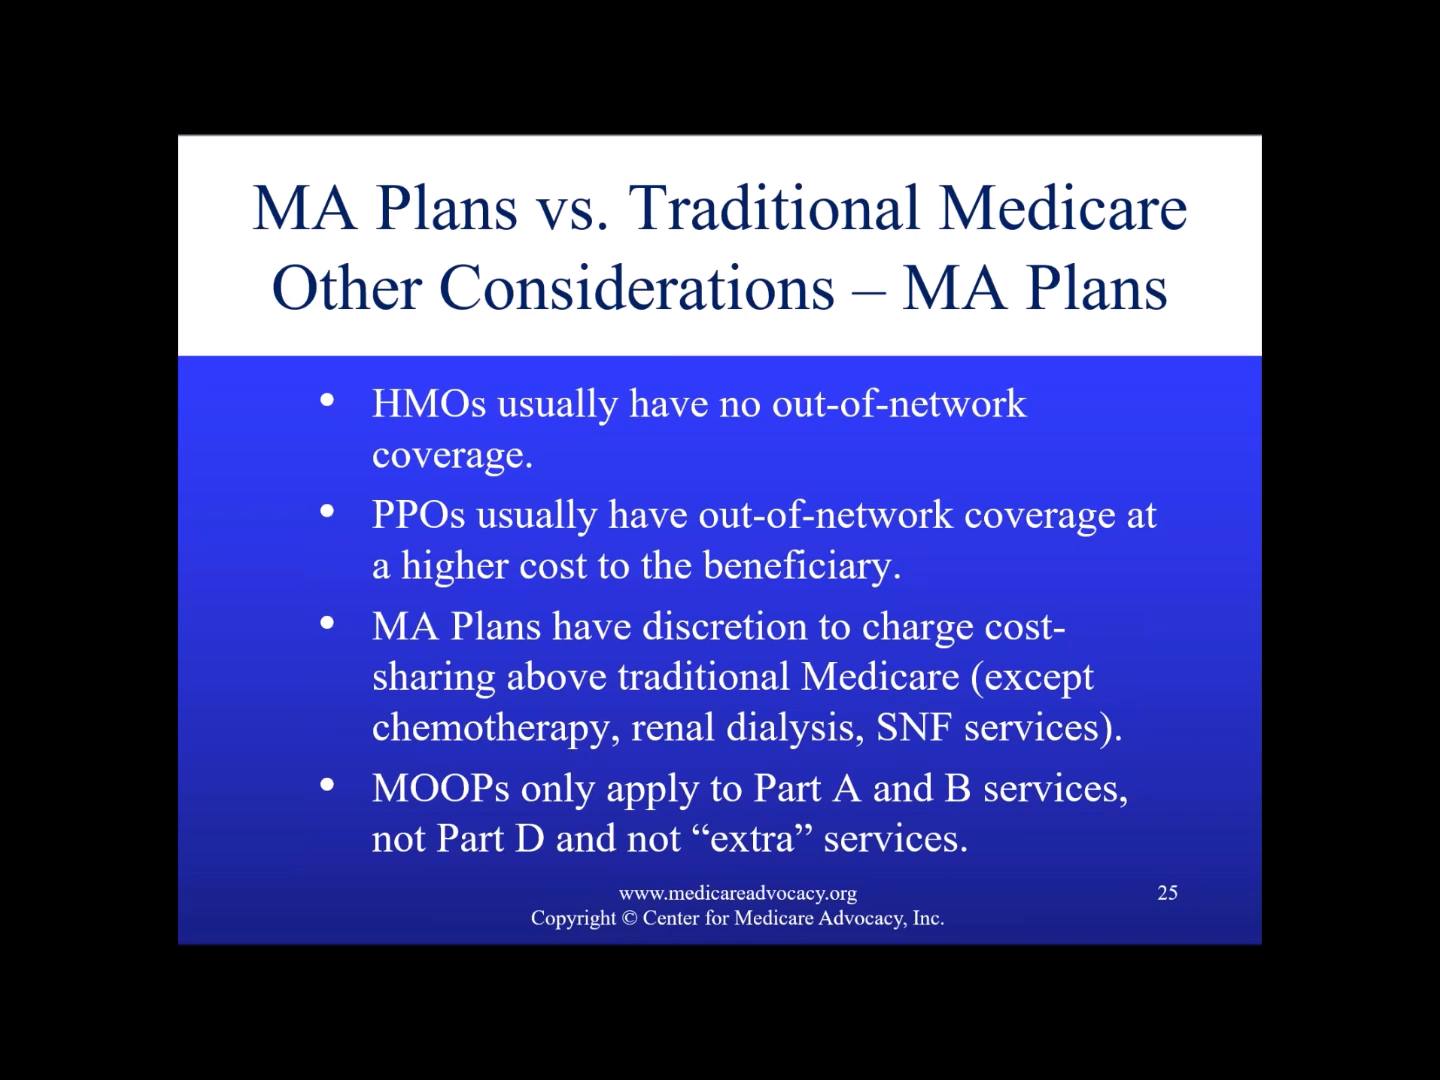 MA Plans vs. Traditional Medicare
Other Considerations – MA Plans
• HMOs usually have no out-of-network
coverage.
• PPOs usually have out-of-network coverage at
a higher cost to the beneficiary.
• MA Plans have discretion to charge cost-
sharing above traditional Medicare (except
chemotherapy, renal dialysis, SNF services).
• MOOPs only apply to Part A and B services,
not Part D and not “extra” services.
www.medicareadvocacy.org
Copyright © Center for Medicare Advocacy, Inc.
25